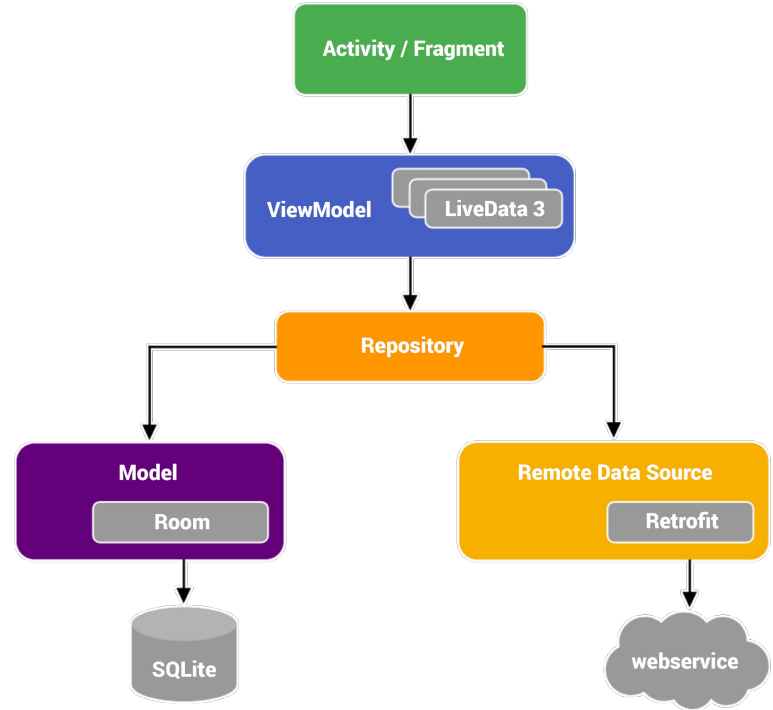 Activity / Fragment
ViewModel
LiveData 3
Repository
Model
Room
Remote Data Source
Retrofit
SQLite
webservice